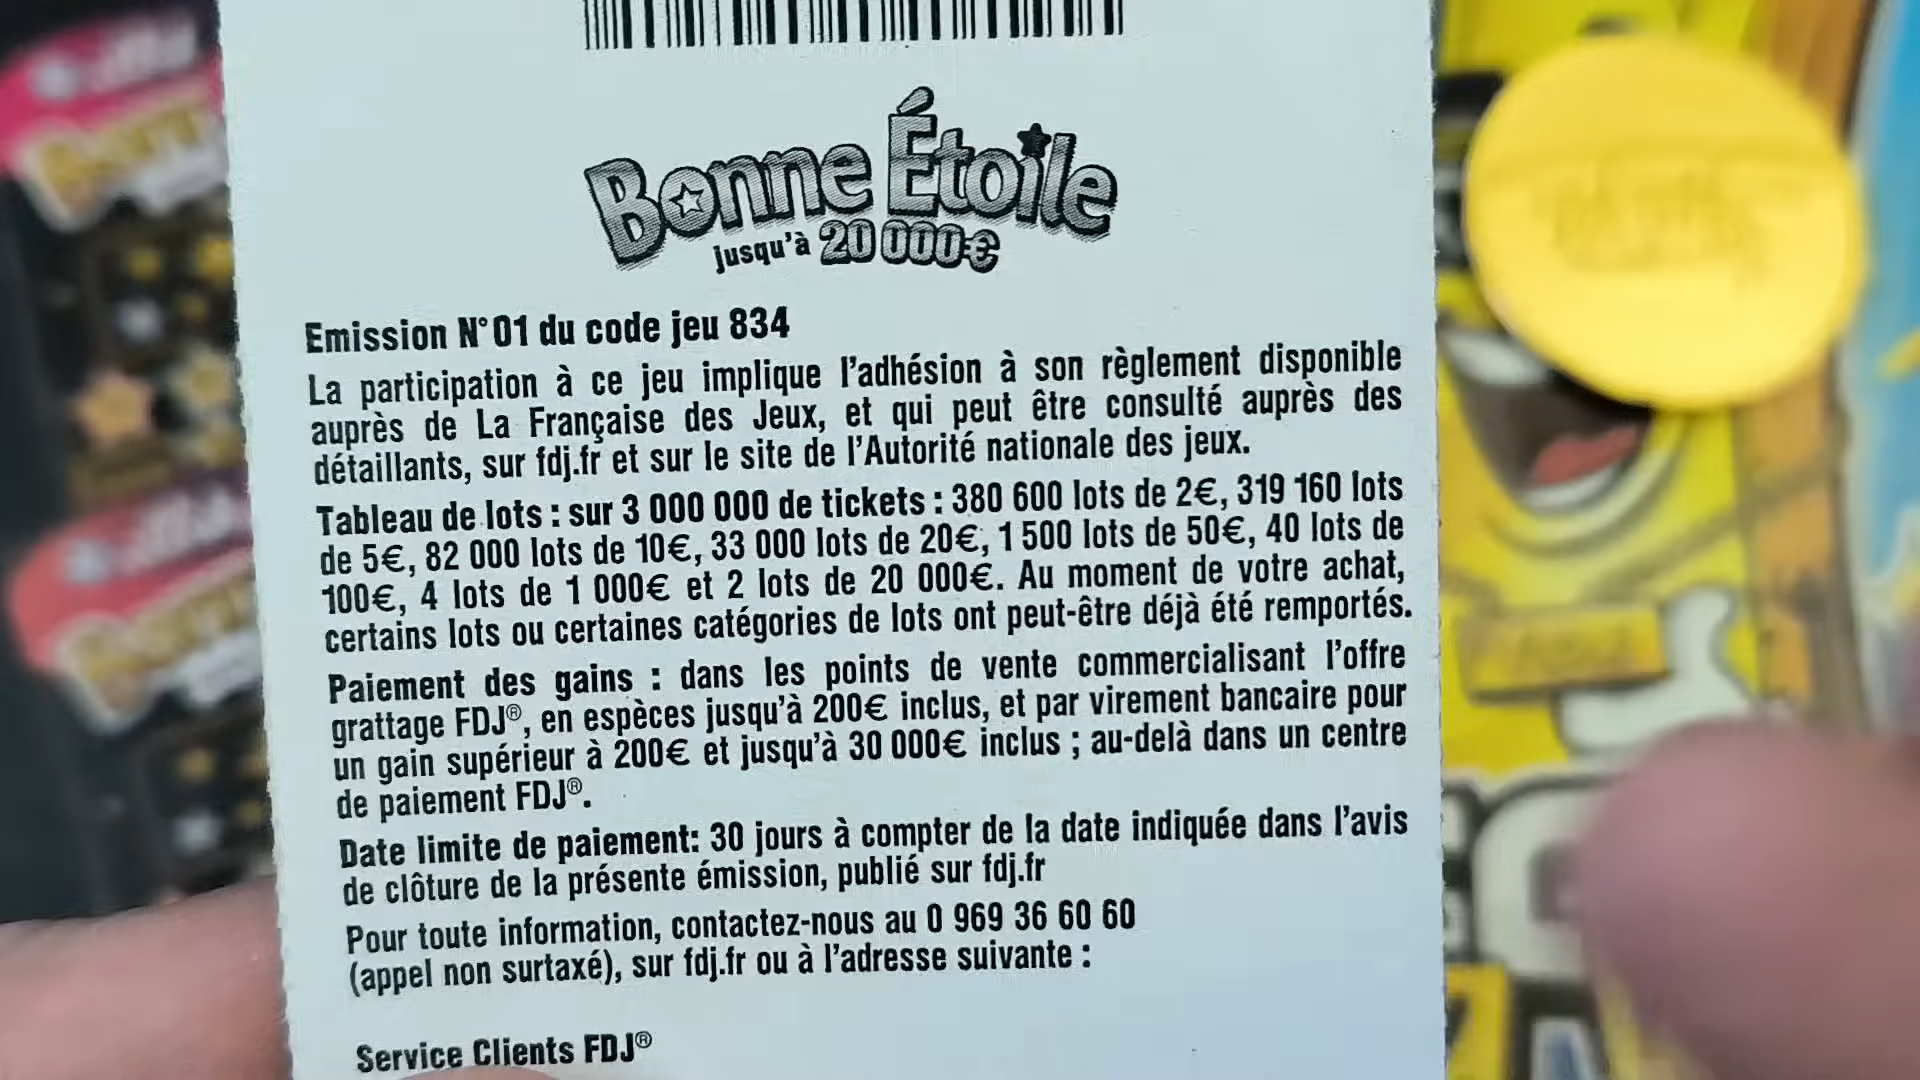 Bonne Étoile
jusqu'à 20 000€
Emission N°01 du code jeu 834
La participation à ce jeu implique l'adhésion à son règlement disponible
auprès de La Française des Jeux, et qui peut être consulté auprès des
détaillants, sur fdj.fr et sur le site de l'Autorité nationale des jeux.
Tableau de lots : sur 3 000 000 de tickets : 380 600 lots de 2€, 319 160 lots
de 5€, 82 000 lots de 10€, 33 000 lots de 20€, 1 500 lots de 50€, 40 lots de
100€, 4 lots de 1 000€ et 2 lots de 20 000€. Au moment de votre achat,
certains lots ou certaines catégories de lots ont peut-être déjà été remportés.
Paiement des gains : dans les points de vente commercialisant l'offre
grattage FDJ®, en espèces jusqu'à 200€ inclus, et par virement bancaire pour
un gain supérieur à 200€ et jusqu'à 30 000€ inclus ; au-delà dans un centre
de paiement FDJ®.
Date limite de paiement: 30 jours à compter de la date indiquée dans l'avis
de clôture de la présente émission, publié sur fdj.fr
Pour toute information, contactez-nous au 0 969 36 60 60
(appel non surtaxé), sur fdj.fr ou à l'adresse suivante :
Service Clients FDJ®